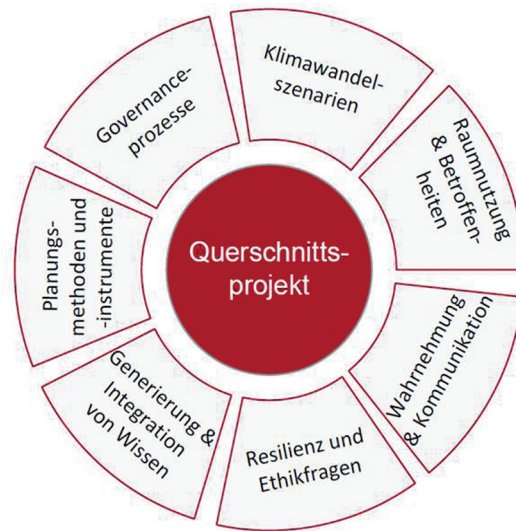 Klimawandel-
szenarien
Raumnutzung
& Betroffen-
heiten
Wahrnehmung
& Kommunikation
Resilienz und
Ethikfragen
Generierung &
Integration
von Wissen
Planungs-
methoden und
-instrumente
Governance-
prozesse
Querschnitts-
projekt